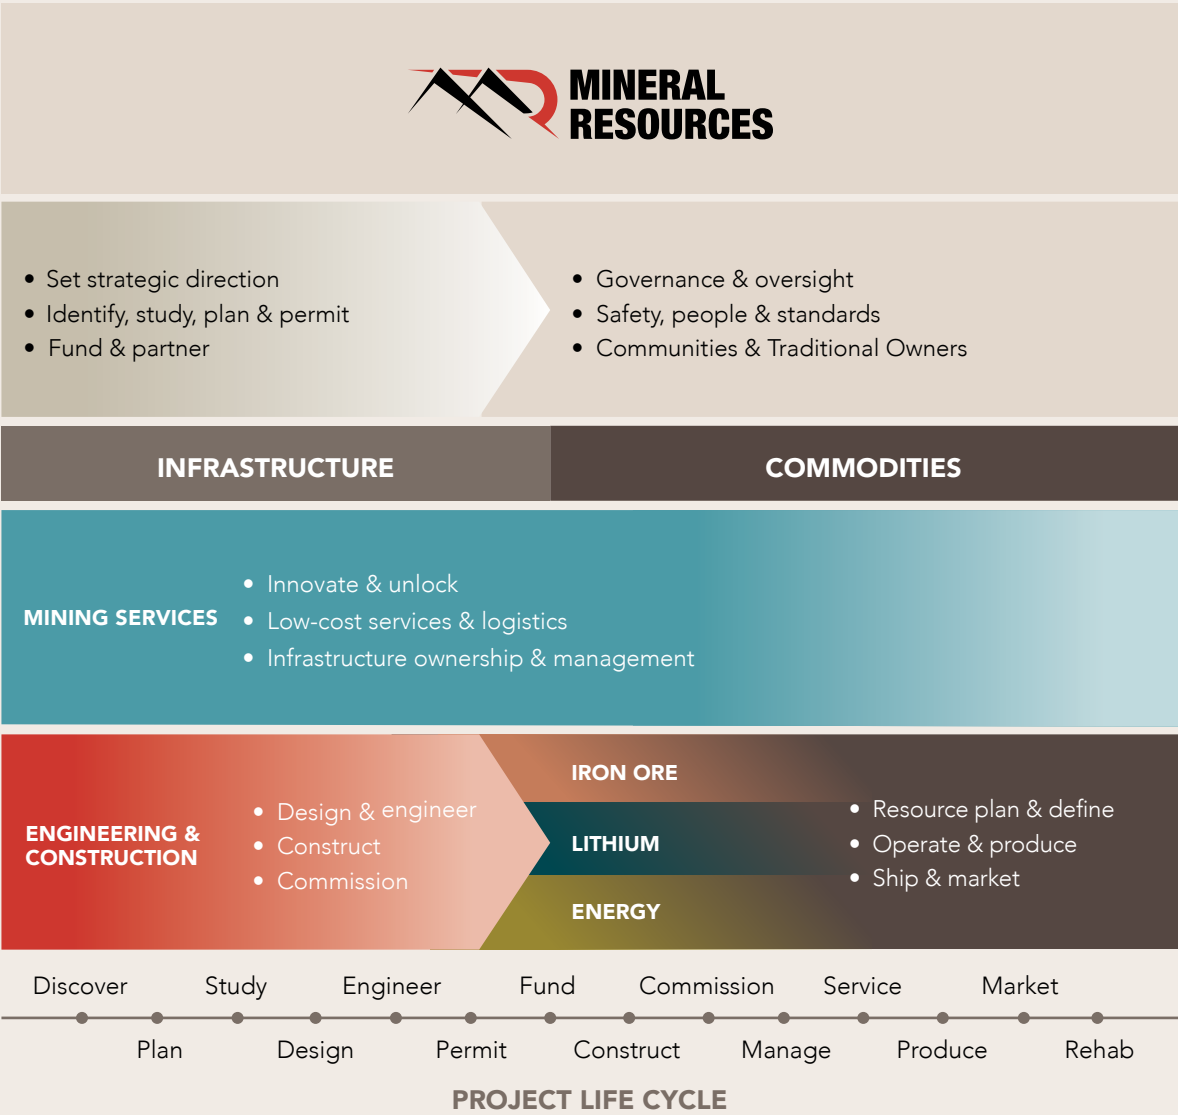 MINERAL
RESOURCES
• Set strategic direction
• Identify, study, plan & permit
• Fund & partner
• Governance & oversight
• Safety, people & standards
• Communities & Traditional Owners
INFRASTRUCTURE
COMMODITIES
MINING SERVICES
• Innovate & unlock
• Low-cost services & logistics
• Infrastructure ownership & management
ENGINEERING &
CONSTRUCTION
• Design & engineer
• Construct
• Commission
IRON ORE
LITHIUM
ENERGY
• Resource plan & define
• Operate & produce
• Ship & market
Discover
Plan
Study
Design
Engineer
Permit
Fund
Construct
Commission
Manage
Service
Produce
Market
Rehab
PROJECT LIFE CYCLE